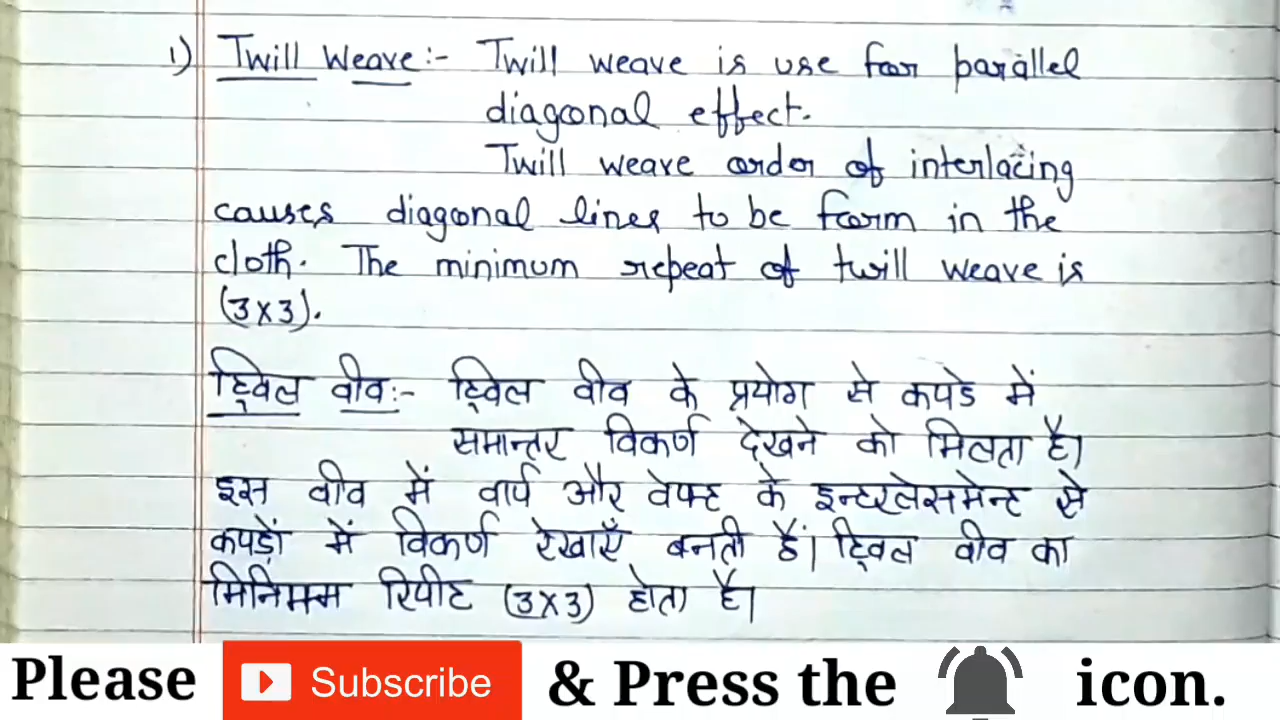 1) Twill Weave:- Twill weave is use for parallel
diagonal effect.
Twill weave order of interlacing
causes diagonal lines to be form in the
cloth. The minimum repeat of twill weave is
(3x3).
ट्विल वीव:- ट्विल वीव के प्रयोग से कपडे में
समान्तर विकर्ण देखने को मिलता है।
इस वीव में वार्प और वेफ्ट के इन्टरलेसमेन्ट से
कपड़ों में विकर्ण रेखाएँ बनती हैं। ट्विल वीव का
मिनिमम रिपीट (3x3) होता है।
Please Subscribe & Press the icon.